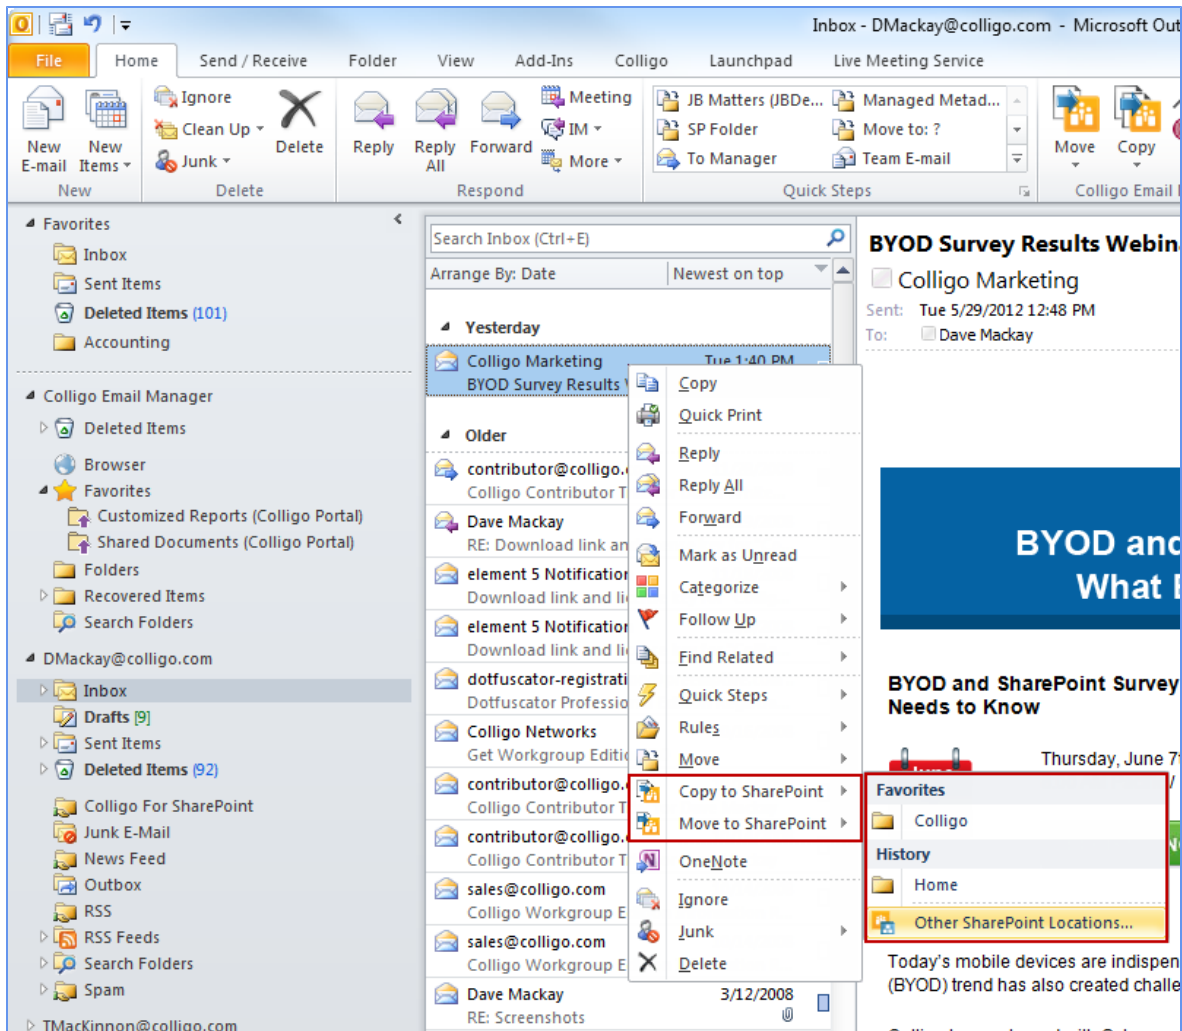 Inbox - DMackay@colligo.com - Microsoft Out
File Home Send / Receive Folder View Add-Ins Colligo Launchpad Live Meeting Service
New E-mail
New Items
New
Ignore
Clean Up
Junk
Delete
Delete
Reply
Reply All
Forward
Meeting
IM
More
Respond
JB Matters (JBDe...
SP Folder
To Manager
Managed Metad...
Move to: ?
Team E-mail
Quick Steps
Move
Copy
Colligo Email
Favorites
Inbox
Sent Items
Deleted Items (101)
Accounting
Colligo Email Manager
Deleted Items
Browser
Favorites
Customized Reports (Colligo Portal)
Shared Documents (Colligo Portal)
Folders
Recovered Items
Search Folders
DMackay@colligo.com
Inbox
Drafts [9]
Sent Items
Deleted Items (92)
Colligo For SharePoint
Junk E-Mail
News Feed
Outbox
RSS
RSS Feeds
Search Folders
Spam
TMacKinnon@colligo.com
Search Inbox (Ctrl+E)
Arrange By: Date Newest on top
Yesterday
Colligo Marketing Tue 1:40 PM
BYOD Survey Results
Older
contributor@colligo.
Colligo Contributor T
Dave Mackay
RE: Download link an
element 5 Notification
Download link and li
element 5 Notification
Download link and li
dotfuscator-registrati
Dotfuscator Professio
Colligo Networks
Get Workgroup Editi
contributor@colligo.
Colligo Contributor T
contributor@colligo.
Colligo Contributor T
sales@colligo.com
Colligo Workgroup E
sales@colligo.com
Colligo Workgroup E
Dave Mackay 3/12/2008
RE: Screenshots
Copy
Quick Print
Reply
Reply All
Forward
Mark as Unread
Categorize
Follow Up
Find Related
Quick Steps
Rules
Move
Copy to SharePoint
Move to SharePoint
OneNote
Ignore
Junk
Delete
Favorites
Colligo
History
Home
Other SharePoint Locations...
BYOD Survey Results Webin
Colligo Marketing
Sent: Tue 5/29/2012 12:48 PM
To: Dave Mackay
BYOD and
What
BYOD and SharePoint Survey
Needs to Know
Thursday, June 7
Today's mobile devices are indispen
(BYOD) trend has also created challe